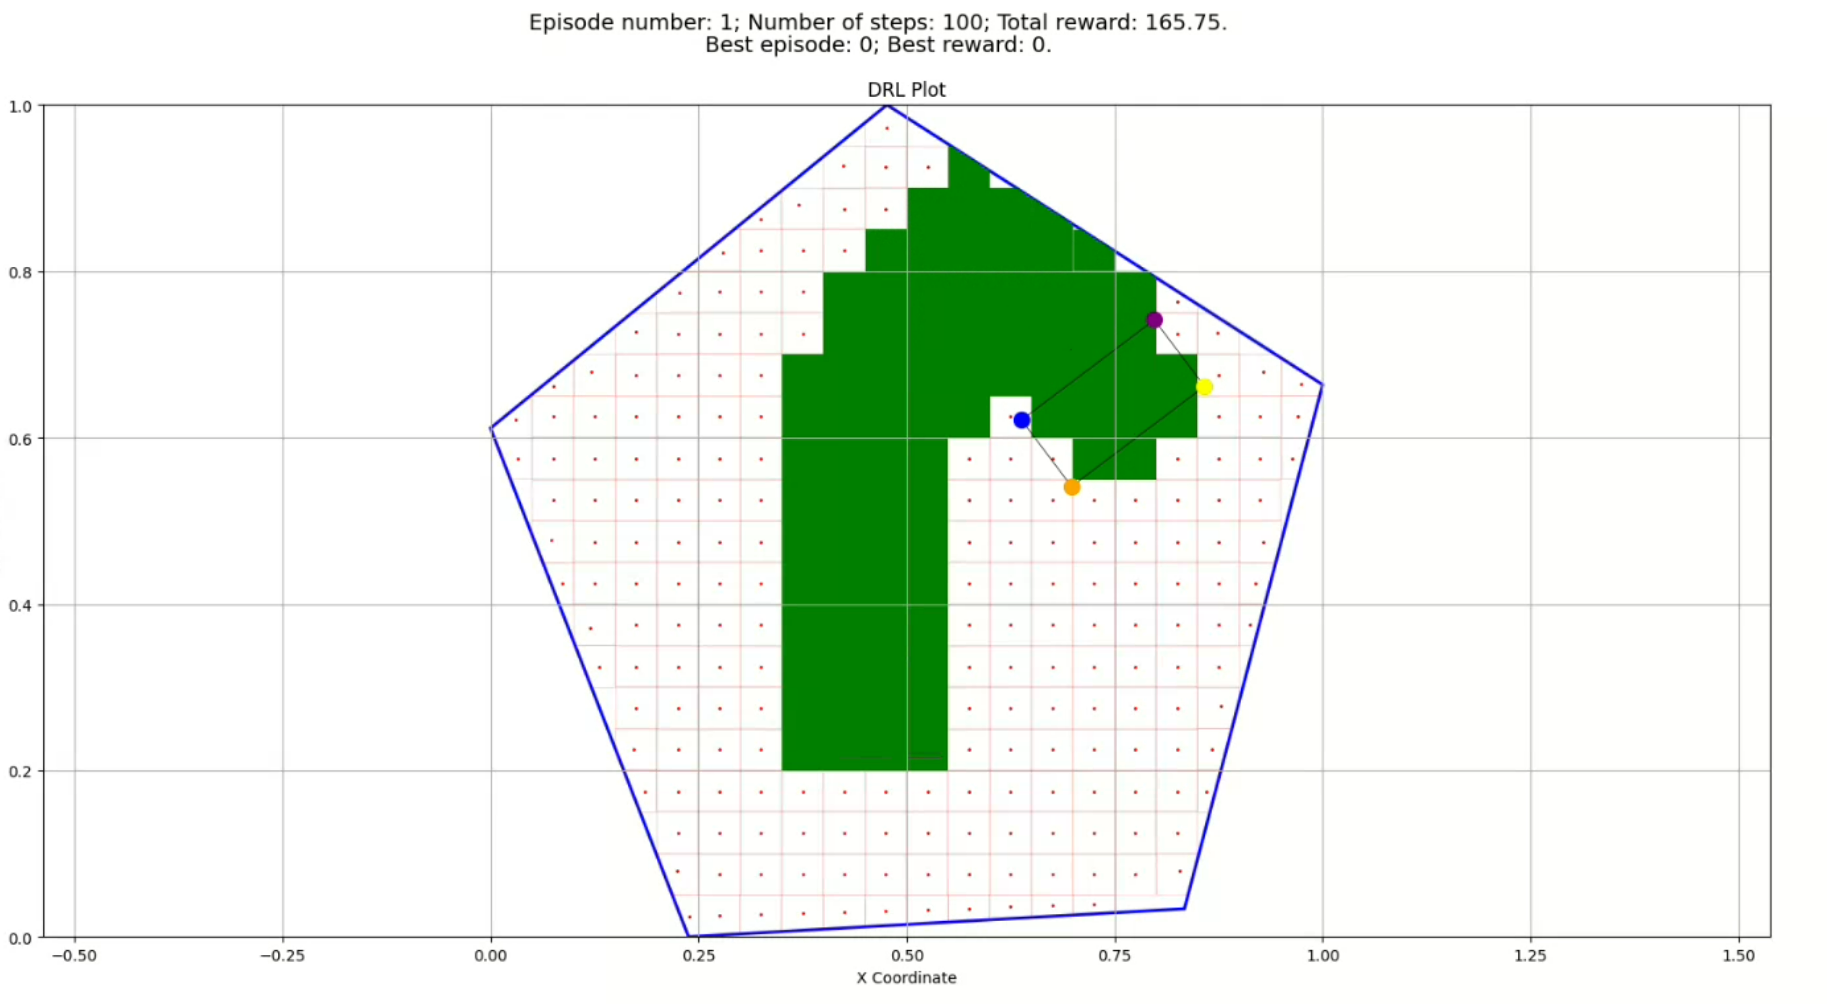 Episode number: 1; Number of steps: 100; Total reward: 165.75.
Best episode: 0; Best reward: 0.
DRL Plot
1.0
0.8
0.6
0.4
0.2
0.0
−0.50 −0.25 0.00 0.25 0.50 0.75 1.00 1.25 1.50
X Coordinate